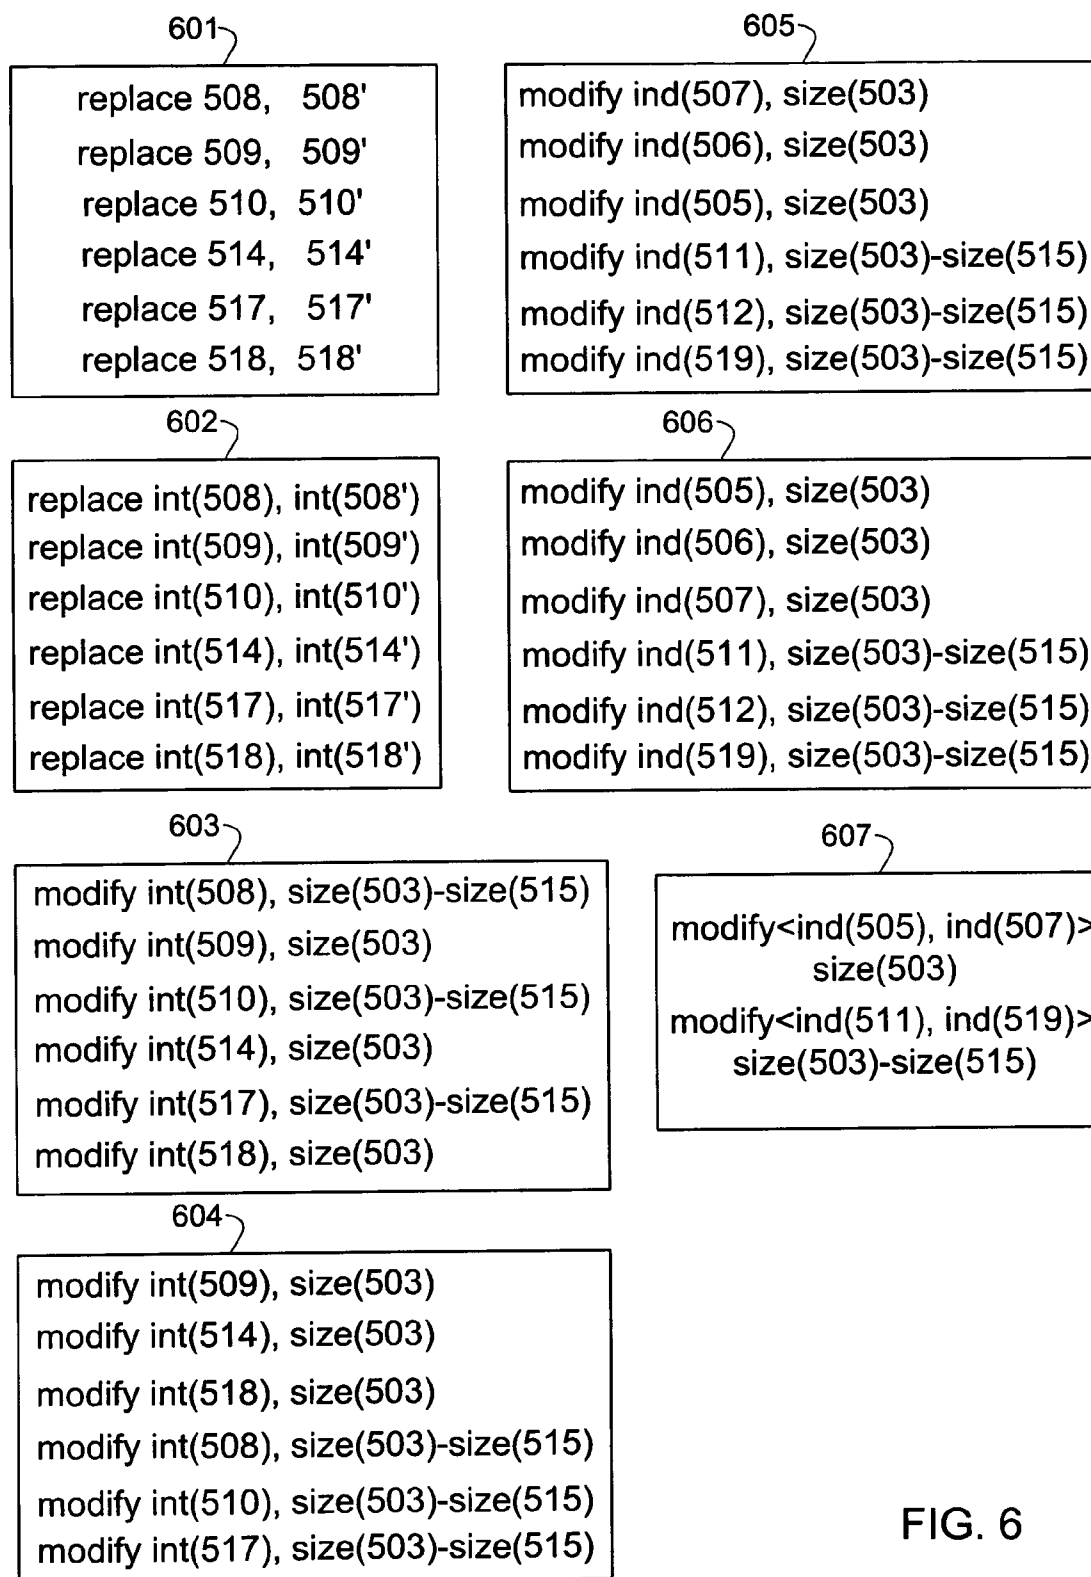 601
replace 508, 508'
replace 509, 509'
replace 510, 510'
replace 514, 514'
replace 517, 517'
replace 518, 518'
602
replace int(508), int(508')
replace int(509), int(509')
replace int(510), int(510')
replace int(514), int(514')
replace int(517), int(517')
replace int(518), int(518')
603
modify int(508), size(503)-size(515)
modify int(509), size(503)
modify int(510), size(503)-size(515)
modify int(514), size(503)
modify int(517), size(503)-size(515)
modify int(518), size(503)
604
modify int(509), size(503)
modify int(514), size(503)
modify int(518), size(503)
modify int(508), size(503)-size(515)
modify int(510), size(503)-size(515)
modify int(517), size(503)-size(515)
605
modify ind(507), size(503)
modify ind(506), size(503)
modify ind(505), size(503)
modify ind(511), size(503)-size(515)
modify ind(512), size(503)-size(515)
modify ind(519), size(503)-size(515)
606
modify ind(505), size(503)
modify ind(506), size(503)
modify ind(507), size(503)
modify ind(511), size(503)-size(515)
modify ind(512), size(503)-size(515)
modify ind(519), size(503)-size(515)
607
modify<ind(505), ind(507)>
size(503)
modify<ind(511), ind(519)>
size(503)-size(515)
FIG. 6